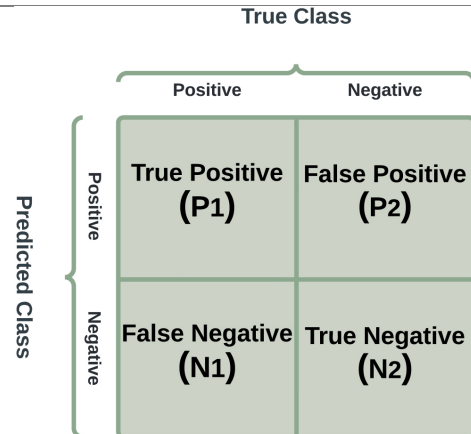 True Class
Positive Negative
Predicted Class
Positive
True Positive False Positive
(P1) (P2)
Negative
False Negative True Negative
(N1) (N2)